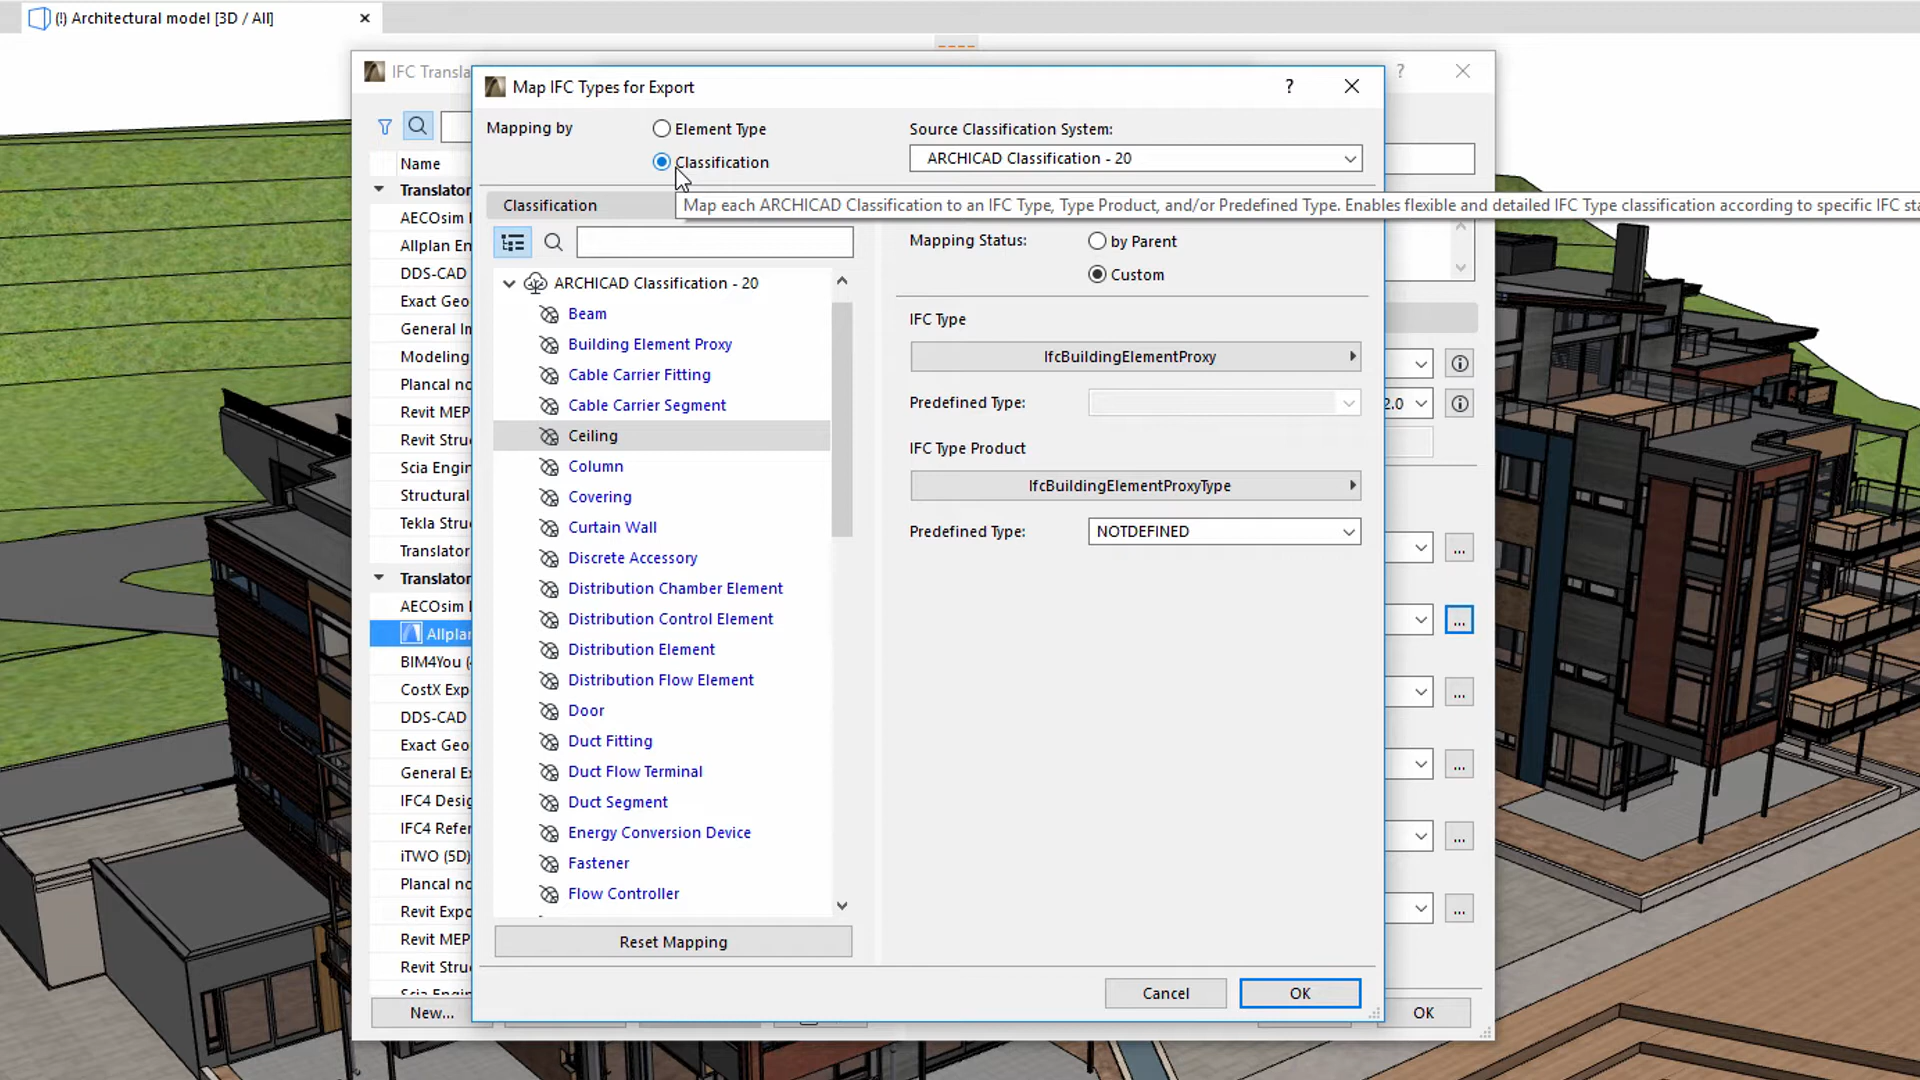 (!) Architectural model [3D / All]
IFC Transla
Map IFC Types for Export
?
?
Mapping by
Element Type
Classification
Source Classification System:
ARCHICAD Classification - 20
Map each ARCHICAD Classification to an IFC Type, Type Product, and/or Predefined Type. Enables flexible and detailed IFC Type classification according to specific IFC sta
Classification
ARCHICAD Classification - 20
Beam
Building Element Proxy
Cable Carrier Fitting
Cable Carrier Segment
Ceiling
Column
Covering
Curtain Wall
Discrete Accessory
Distribution Chamber Element
Distribution Control Element
Distribution Element
Distribution Flow Element
Door
Duct Fitting
Duct Flow Terminal
Duct Segment
Energy Conversion Device
Fastener
Flow Controller
Reset Mapping
Mapping Status:
by Parent
Custom
IFC Type
IfcBuildingElementProxy
Predefined Type:
IFC Type Product
IfcBuildingElementProxyType
Predefined Type:
NOTDEFINED
Cancel
OK
Name
Translator
AECOsim
Allplan En
DDS-CAD
Exact Geo
General In
Modeling
Plancal no
Revit MEP
Revit Struc
Scia Engin
Structural
Tekla Struc
Translator
Translator
AECOsim
Allplan
BIM4You (
CostX Exp
DDS-CAD
Exact Geo
General Ex
IFC4 Desig
IFC4 Refer
iTWO (5D)
Plancal no
Revit Expo
Revit MEP
Revit Struc
Scia Engin
New...
2.0
...
...
...
...
...
...
OK